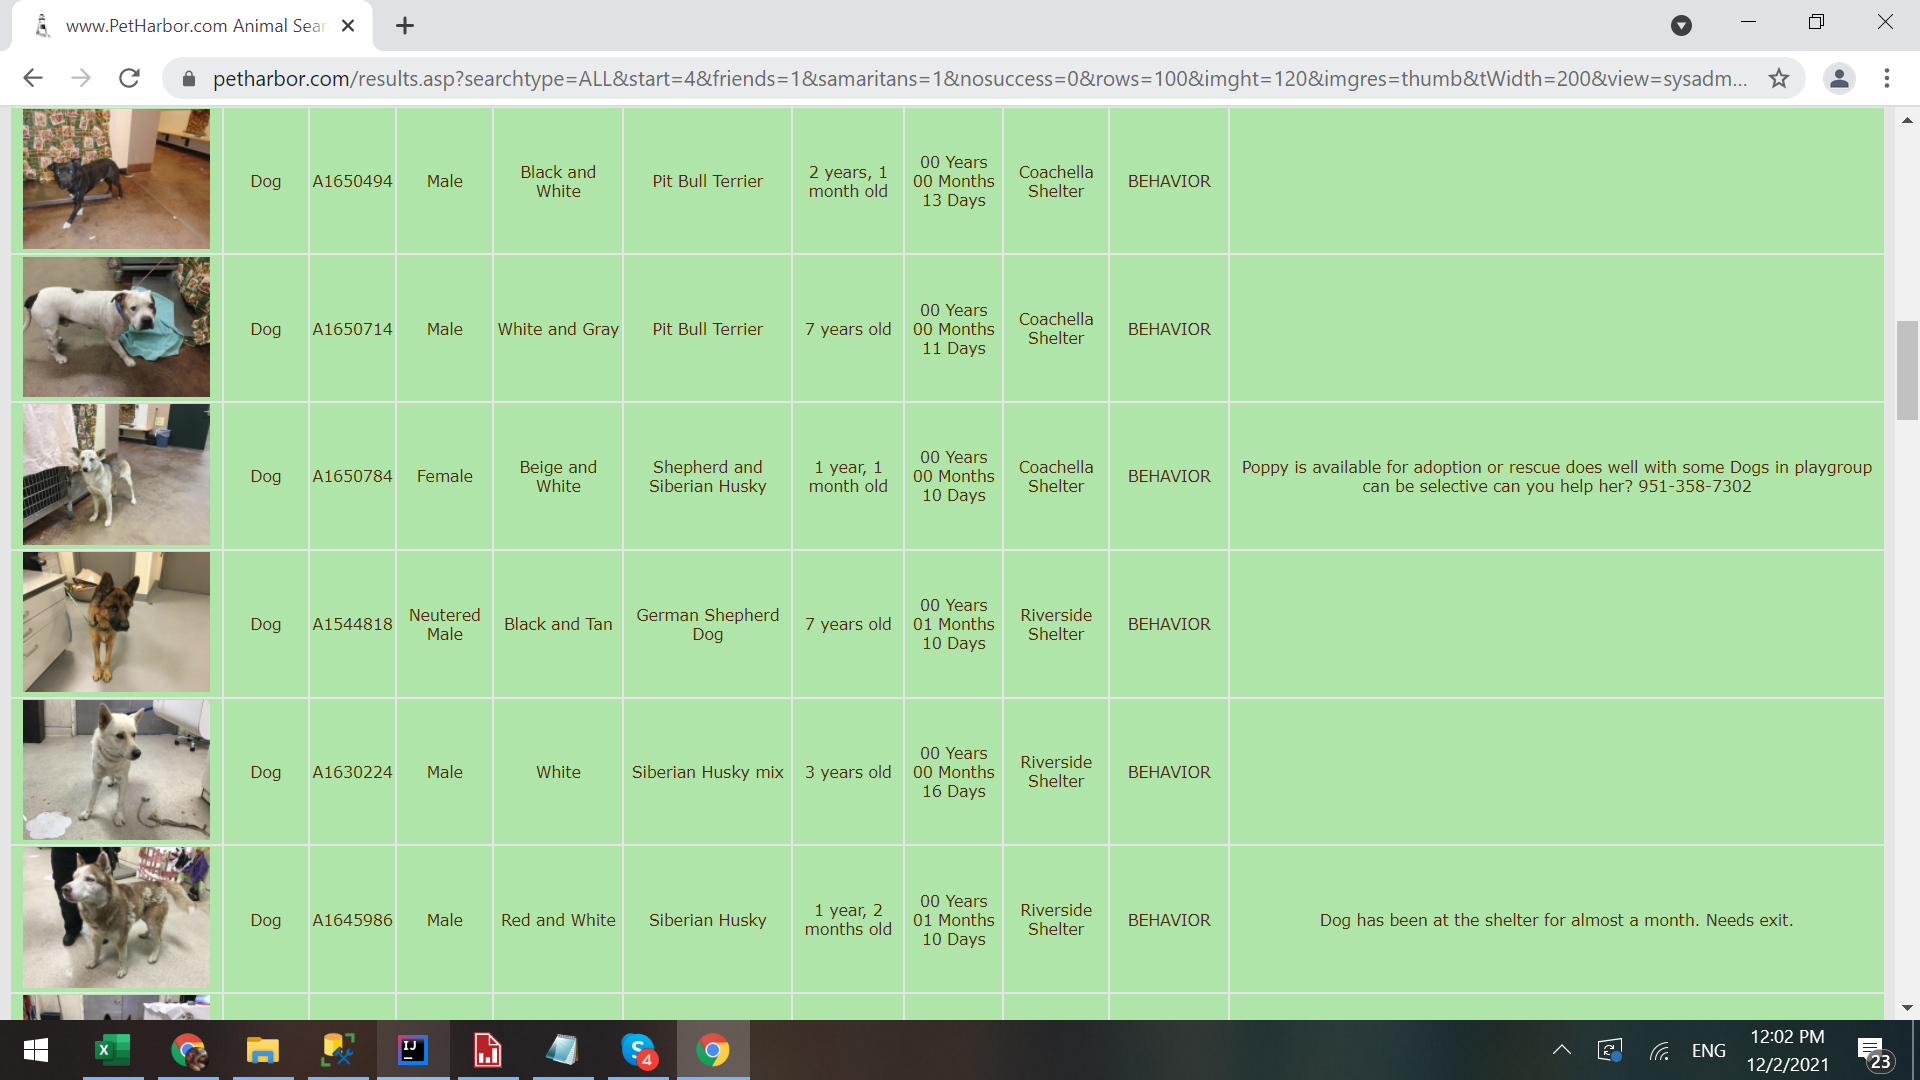 www.PetHarbor.com Animal Sear
petharbor.com/results.asp?searchtype=ALL&start=4&friends=1&samaritans=1&nosuccess=0&rows=100&imght=120&imgres=thumb&tWidth=200&view=sysadm...
Dog
A1650494
Male
Black and
White
Pit Bull Terrier
2 years, 1
month old
00 Years
00 Months
13 Days
Coachella
Shelter
BEHAVIOR
Dog
A1650714
Male
White and Gray
Pit Bull Terrier
7 years old
00 Years
00 Months
11 Days
Coachella
Shelter
BEHAVIOR
Dog
A1650784
Female
Beige and
White
Shepherd and
Siberian Husky
1 year, 1
month old
00 Years
00 Months
10 Days
Coachella
Shelter
BEHAVIOR
Poppy is available for adoption or rescue does well with some Dogs in playgroup
can be selective can you help her? 951-358-7302
Dog
A1544818
Neutered
Male
Black and Tan
German Shepherd
Dog
7 years old
00 Years
01 Months
10 Days
Riverside
Shelter
BEHAVIOR
Dog
A1630224
Male
White
Siberian Husky mix
3 years old
00 Years
00 Months
16 Days
Riverside
Shelter
BEHAVIOR
Dog
A1645986
Male
Red and White
Siberian Husky
1 year, 2
months old
00 Years
01 Months
10 Days
Riverside
Shelter
BEHAVIOR
Dog has been at the shelter for almost a month. Needs exit.
X
IJ
S
4
ENG
12:02 PM
12/2/2021
23